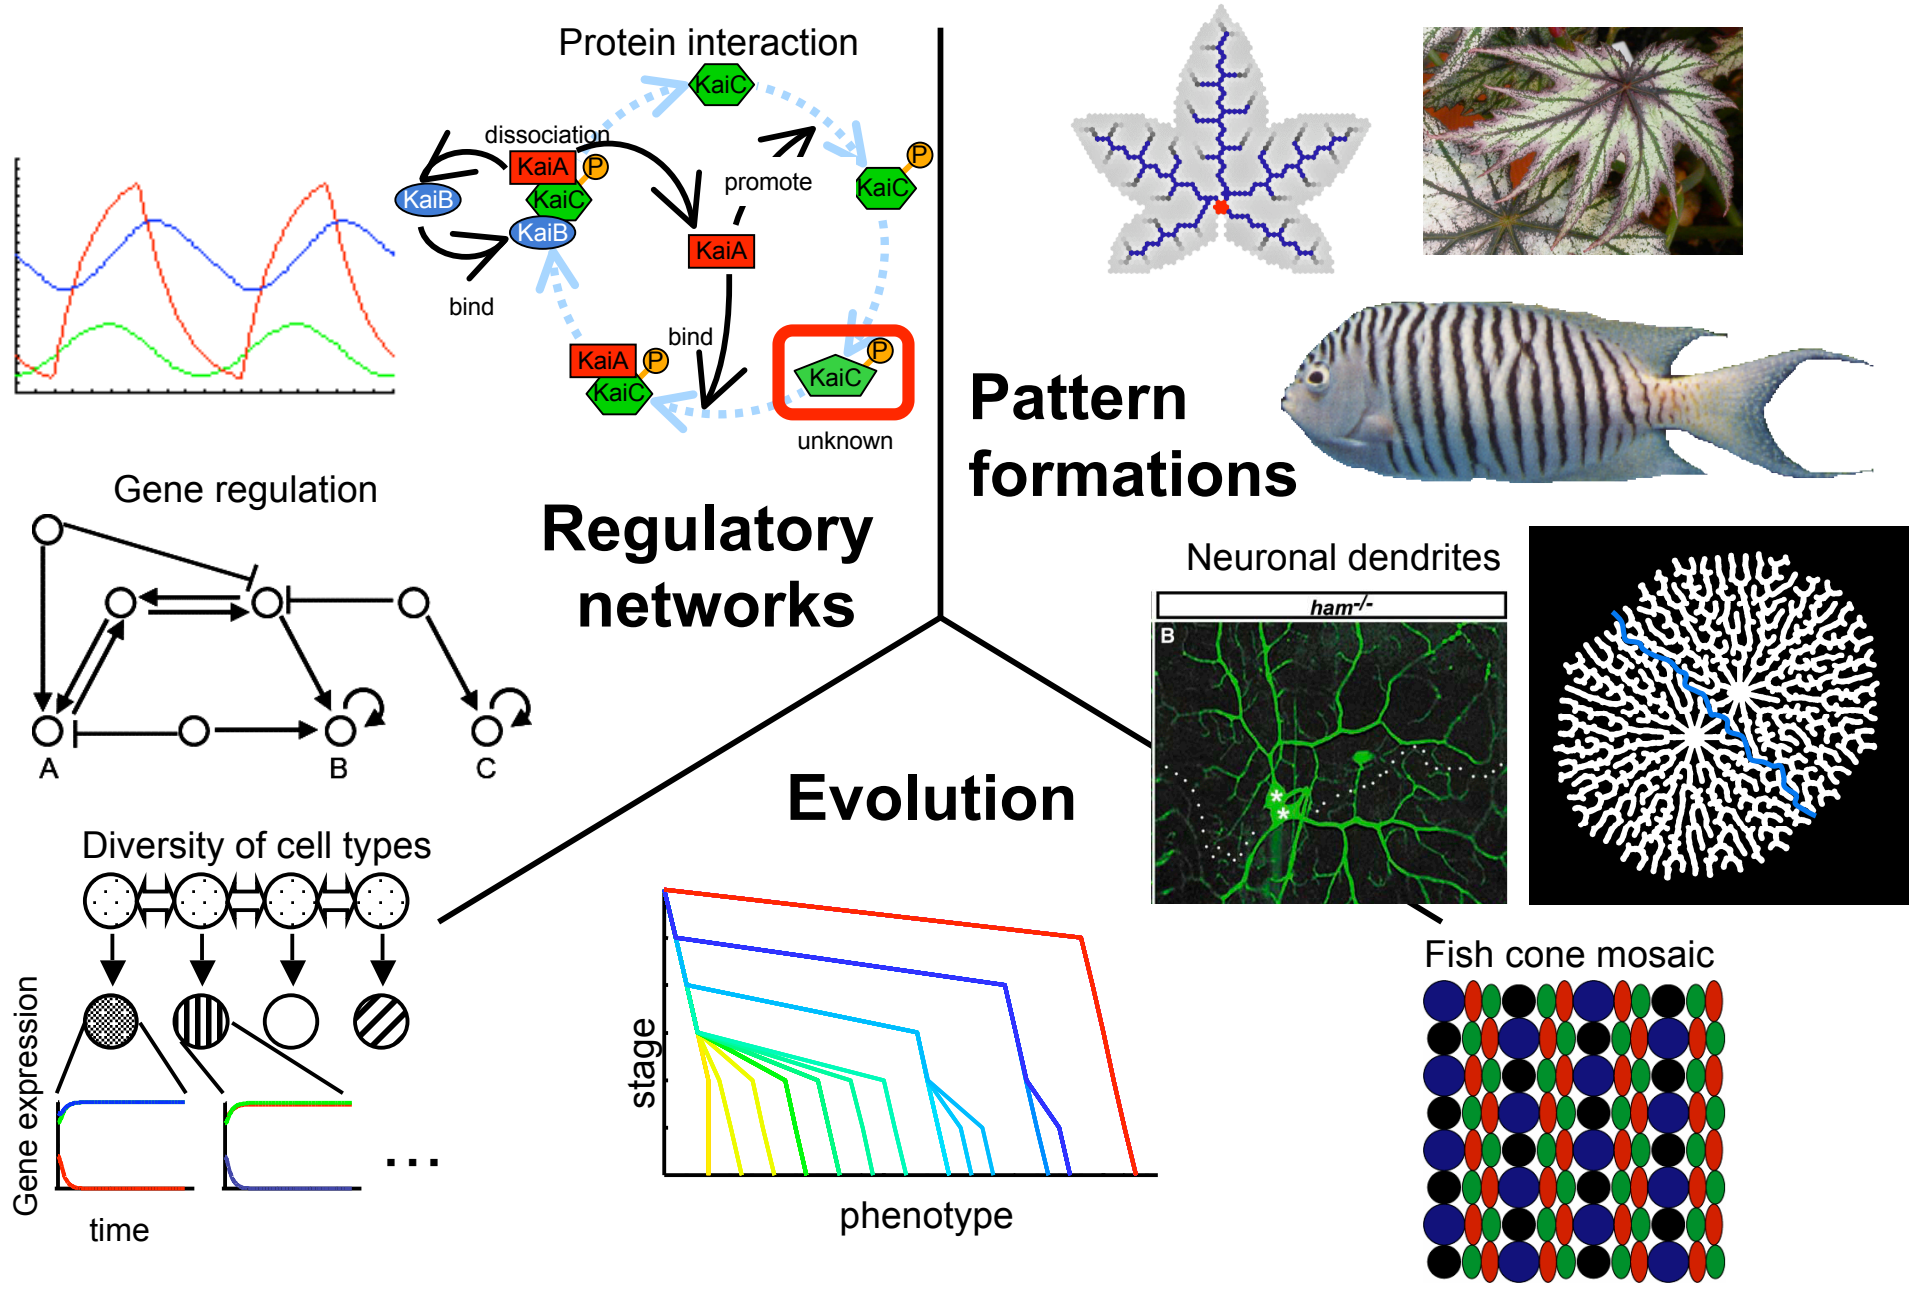 Protein interaction
KaiC
dissociation
KaiA
P
KaiC
KaiB
KaiB
bind
promote
P
KaiC
KaiA
bind
KaiA
P
KaiC
P
KaiC
unknown
Gene regulation
A
B
C
Regulatory
networks
Diversity of cell types
Gene expression
time
...
Pattern
formations
Neuronal dendrites
ham-/-
B
*
*
Fish cone mosaic
Evolution
stage
phenotype